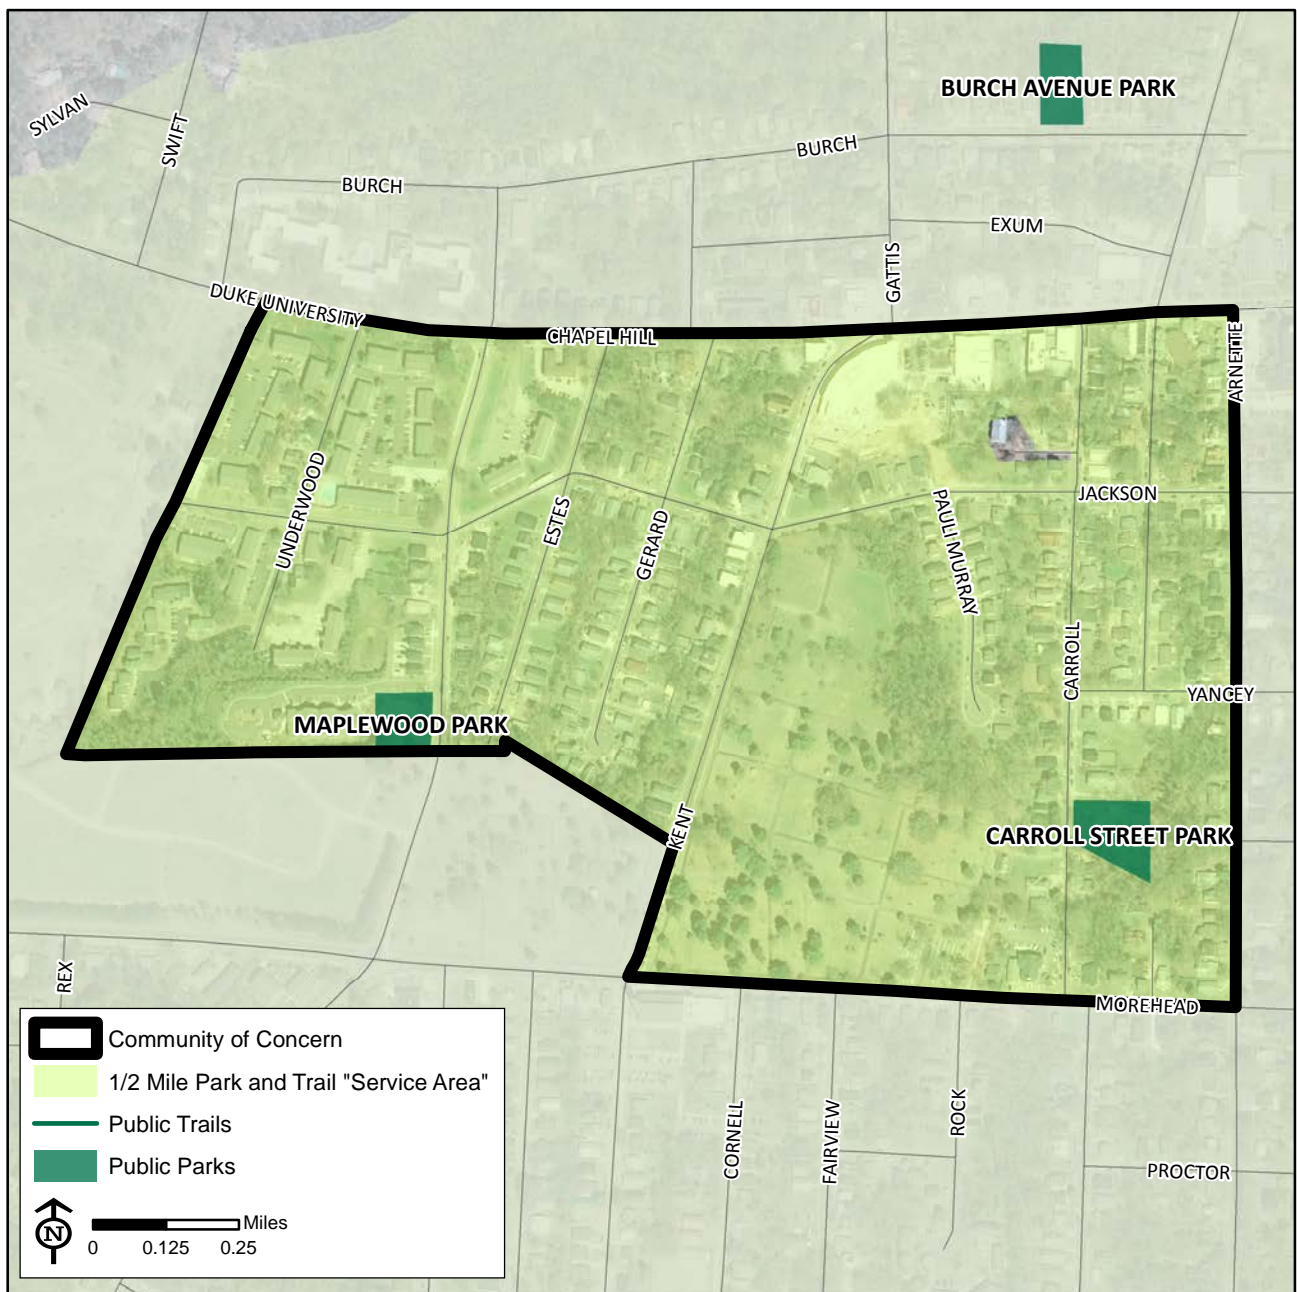 BURCH AVENUE PARK
SYLVAN
SWIFT
BURCH
BURCH
EXUM
GATTIS
DUKE UNIVERSITY
CHAPEL HILL
ARNETTE
UNDERWOOD
ESTES
GERARD
PAULI MURRAY
JACKSON
CARROLL
YANCEY
MAPLEWOOD PARK
KENT
CARROLL STREET PARK
REX
MOREHEAD
CORNELL
FAIRVIEW
ROCK
PROCTOR
Community of Concern
1/2 Mile Park and Trail "Service Area"
Public Trails
Public Parks
N
Miles
0 0.125 0.25